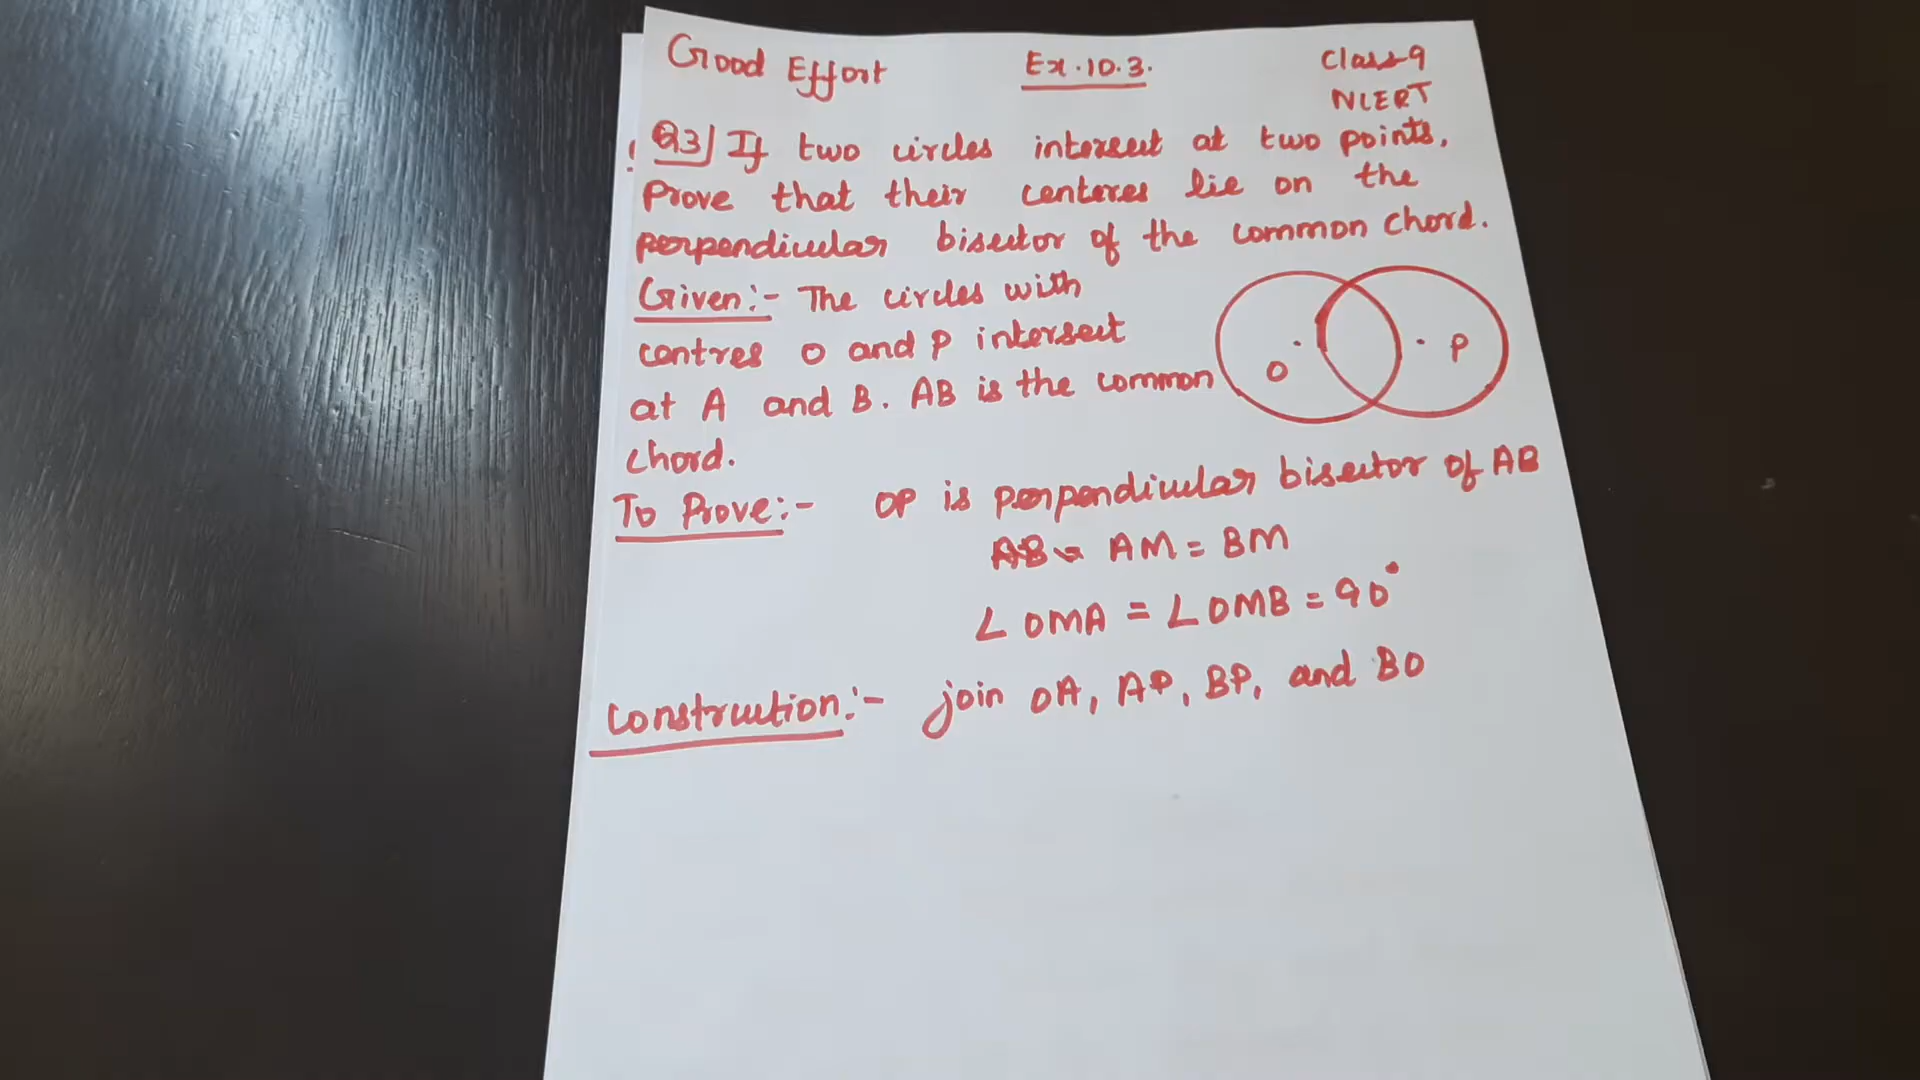 Good Effort Ex.10.3. Class-9
NCERT
Q3) If two circles intersect at two points,
Prove that their centeres lie on the
perpendicular bisector of the common chord.
Given:- The circles with
centres O and P intersect
at A and B. AB is the common
chord.
O P
To Prove:- OP is perpendicular bisector of AB
AM = BM
∠ OMA = ∠ OMB = 90°
Construction:- join OA, AP, BP, and BO